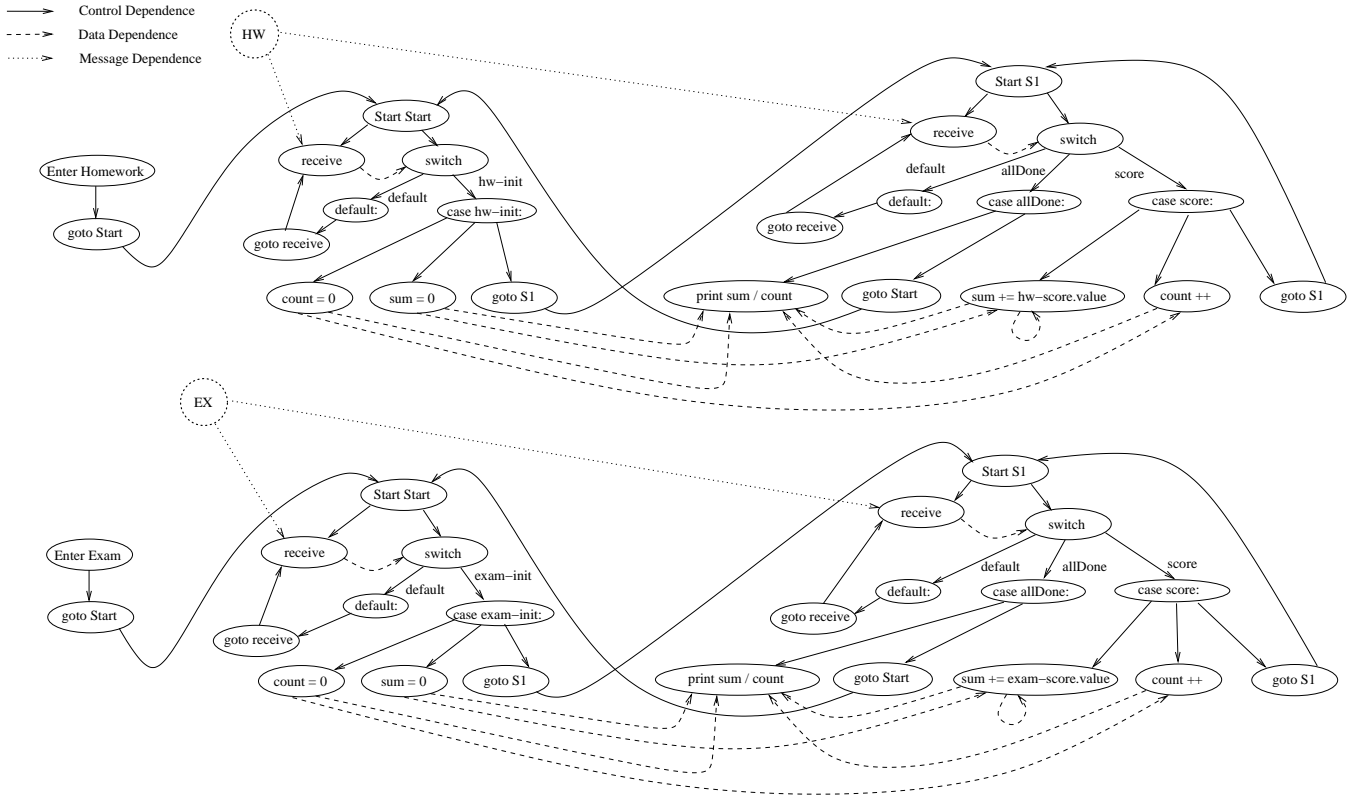 Control Dependence
Data Dependence
Message Dependence
HW
Start S1
Start Start
receive
switch
receive
switch
Enter Homework
default
allDone
score
hw-init
default
default:
case hw-init:
default:
case allDone:
case score:
goto Start
goto receive
goto receive
count = 0
sum = 0
goto S1
print sum / count
goto Start
sum += hw-score.value
count ++
goto S1
EX
Start S1
Start Start
receive
switch
receive
switch
Enter Exam
default
allDone
score
exam-init
default
default:
case exam-init:
default:
case allDone:
case score:
goto Start
goto receive
goto receive
count = 0
sum = 0
goto S1
print sum / count
goto Start
sum += exam-score.value
count ++
goto S1